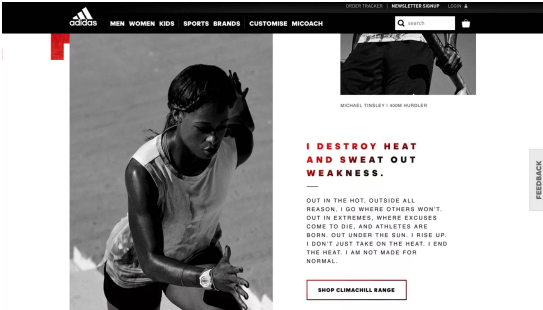 ORDER TRACKER | NEWSLETTER SIGNUP LOGIN
adidas MEN WOMEN KIDS SPORTS BRANDS CUSTOMISE MICOACH search
MICHAEL TINSLEY I 400M HURDLER
I DESTROY HEAT
AND SWEAT OUT
WEAKNESS.
OUT IN THE HOT, OUTSIDE ALL
REASON, I GO WHERE OTHERS WON'T.
OUT IN EXTREMES, WHERE EXCUSES
COME TO DIE, AND ATHLETES ARE
BORN. OUT UNDER THE SUN. I RISE UP.
I DON'T JUST TAKE ON THE HEAT. I END
THE HEAT. I AM NOT MADE FOR
NORMAL.
SHOP CLIMACHILL RANGE
FEEDBACK